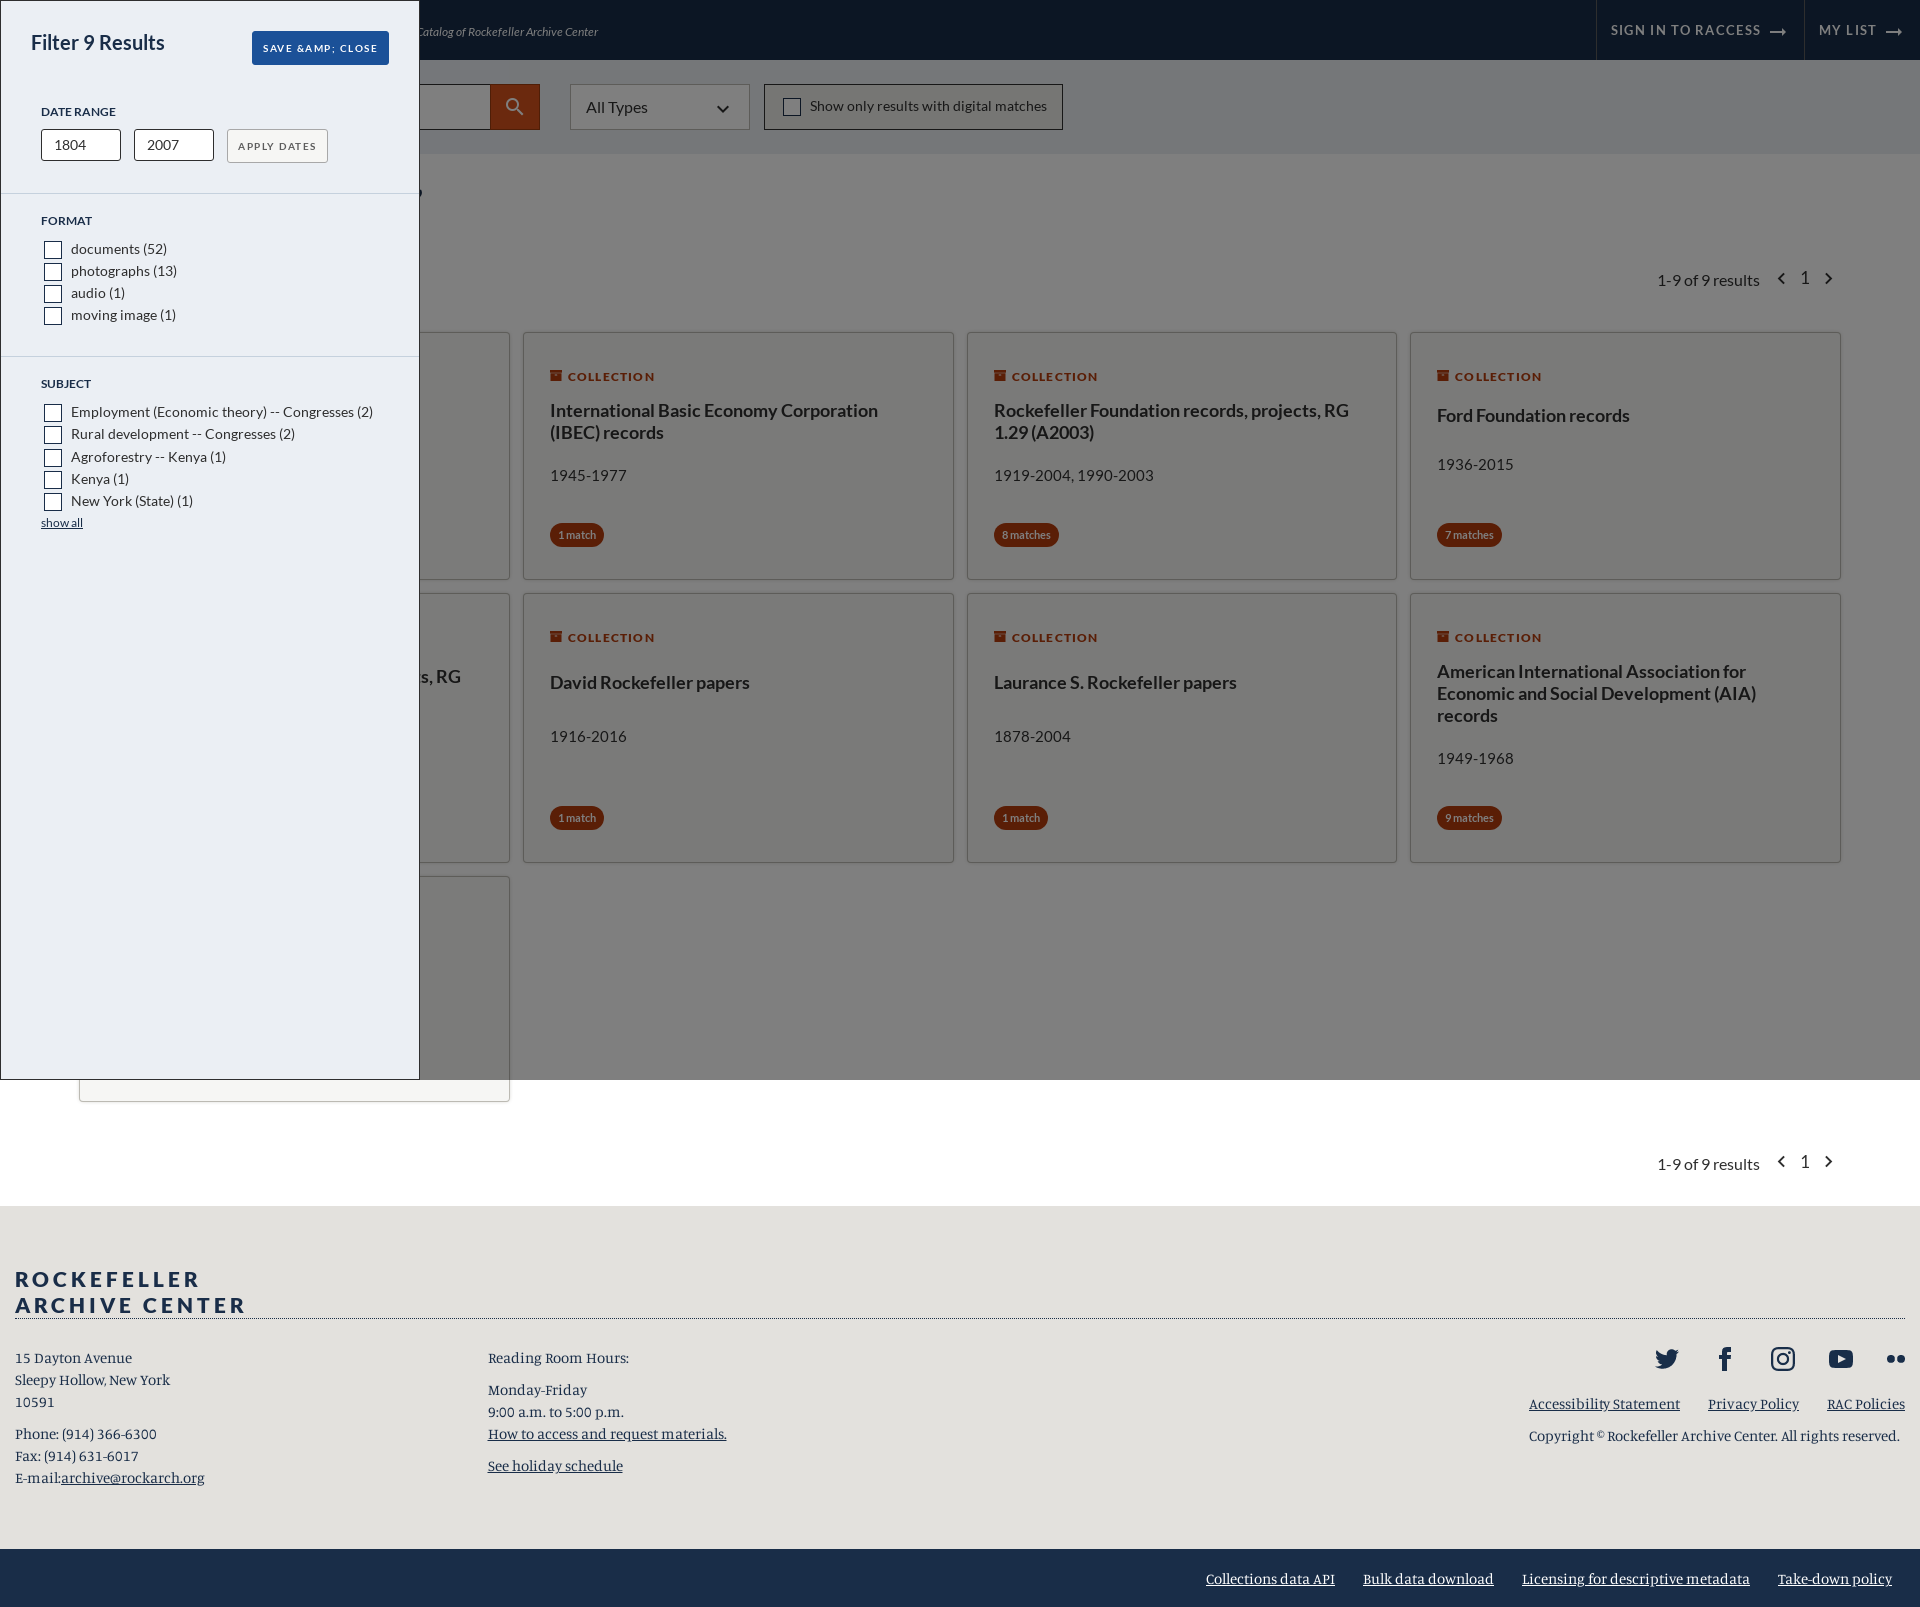 Filter 9 Results
SAVE &AMP; CLOSE
Catalog of Rockefeller Archive Center
SIGN IN TO RACCESS
MY LIST
DATE RANGE
1804
2007
APPLY DATES
All Types
Show only results with digital matches
FORMAT
documents (52)
photographs (13)
audio (1)
moving image (1)
SUBJECT
Employment (Economic theory) -- Congresses (2)
Rural development -- Congresses (2)
Agroforestry -- Kenya (1)
Kenya (1)
New York (State) (1)
show all
1-9 of 9 results
1
COLLECTION
International Basic Economy Corporation
(IBEC) records
1945-1977
1 match
COLLECTION
Rockefeller Foundation records, projects, RG
1.29 (A2003)
1919-2004, 1990-2003
8 matches
COLLECTION
Ford Foundation records
1936-2015
7 matches
s, RG
COLLECTION
David Rockefeller papers
1916-2016
1 match
COLLECTION
Laurance S. Rockefeller papers
1878-2004
1 match
COLLECTION
American International Association for
Economic and Social Development (AIA)
records
1949-1968
9 matches
1-9 of 9 results
1
ROCKEFELLER
ARCHIVE CENTER
15 Dayton Avenue
Sleepy Hollow, New York
10591
Phone: (914) 366-6300
Fax: (914) 631-6017
E-mail:archive@rockarch.org
Reading Room Hours:
Monday-Friday
9:00 a.m. to 5:00 p.m.
How to access and request materials.
See holiday schedule
Accessibility Statement
Privacy Policy
RAC Policies
Copyright © Rockefeller Archive Center. All rights reserved.
Collections data API
Bulk data download
Licensing for descriptive metadata
Take-down policy